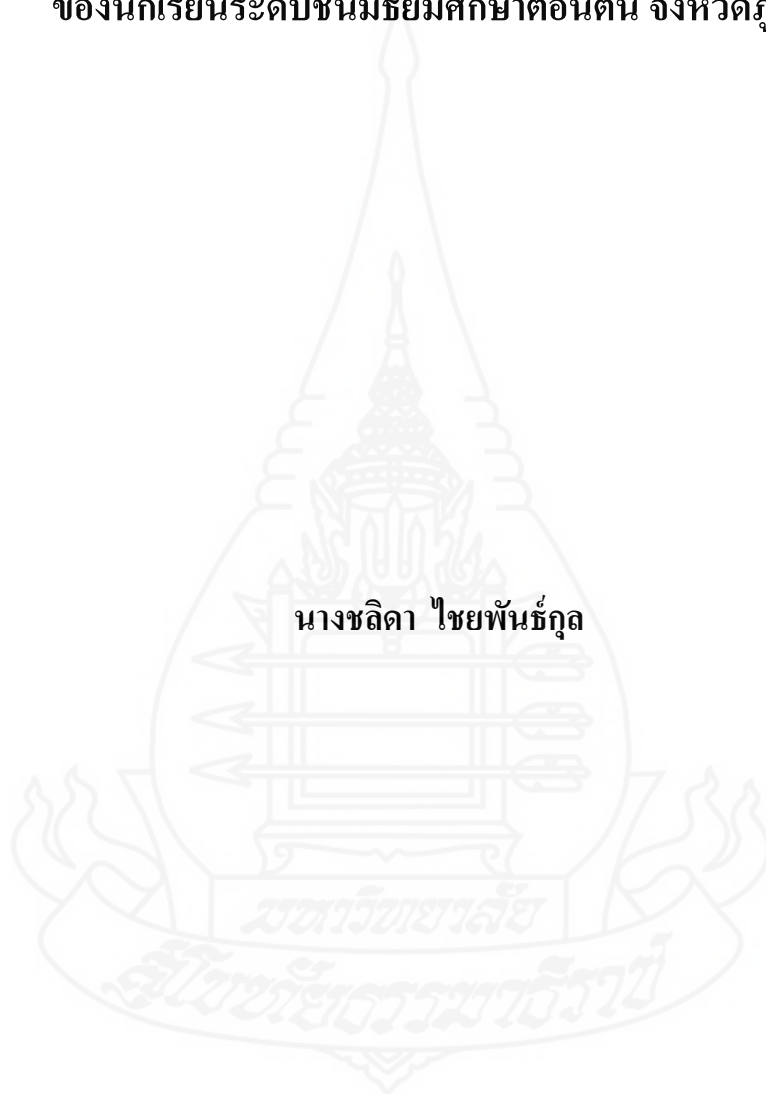 ของนักเรียนระดับชั้นมัธยมศึกษาตอนต้น จังหวัด
นางชลิดา ไชยพันธ์กุล
มหาวิทยาลัย
สุโขทัยธรรมาธิราช